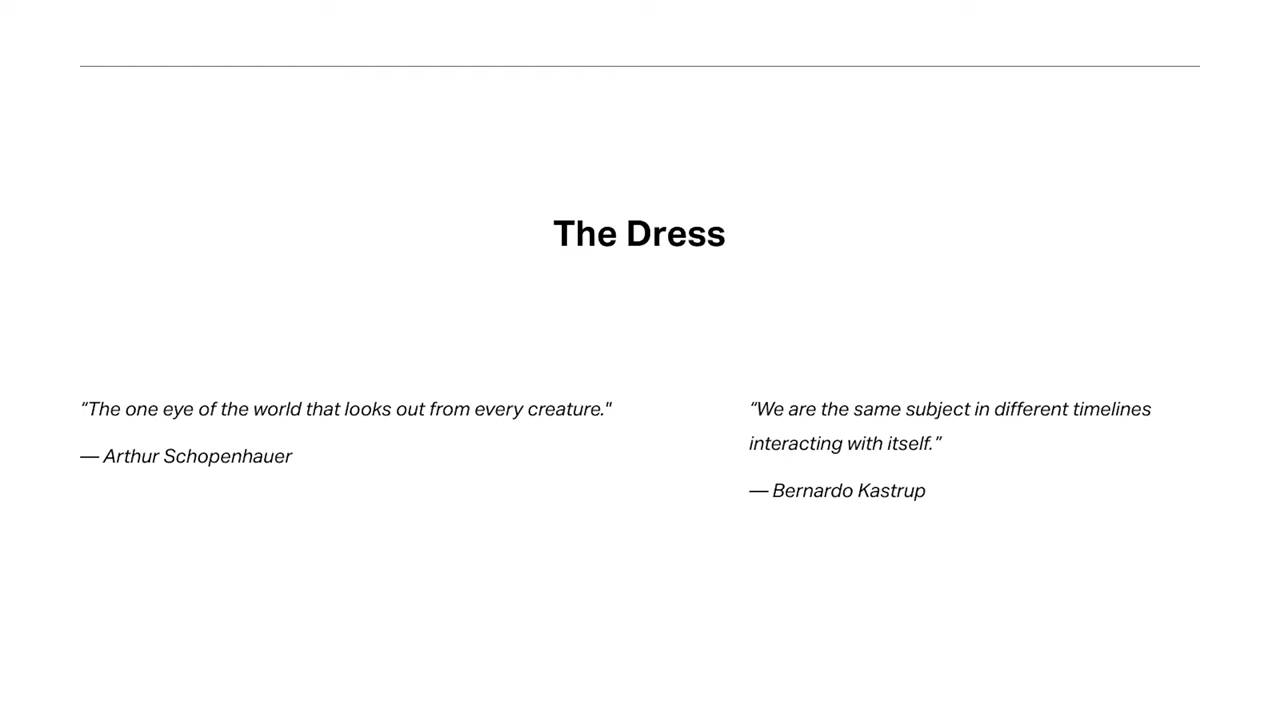 The Dress
“The one eye of the world that looks out from every creature."
— Arthur Schopenhauer
“We are the same subject in different timelines
interacting with itself.”
— Bernardo Kastrup